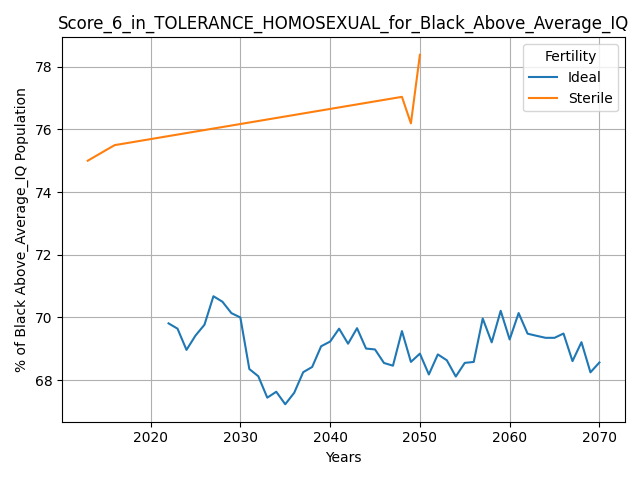 Score_6_in_TOLERANCE_HOMOSEXUAL_for_Black_Above_Average_IQ
% of Black Above_Average_IQ Population
78
76
74
72
70
68
Fertility
Ideal
Sterile
2020 2030 2040 2050 2060 2070
Years